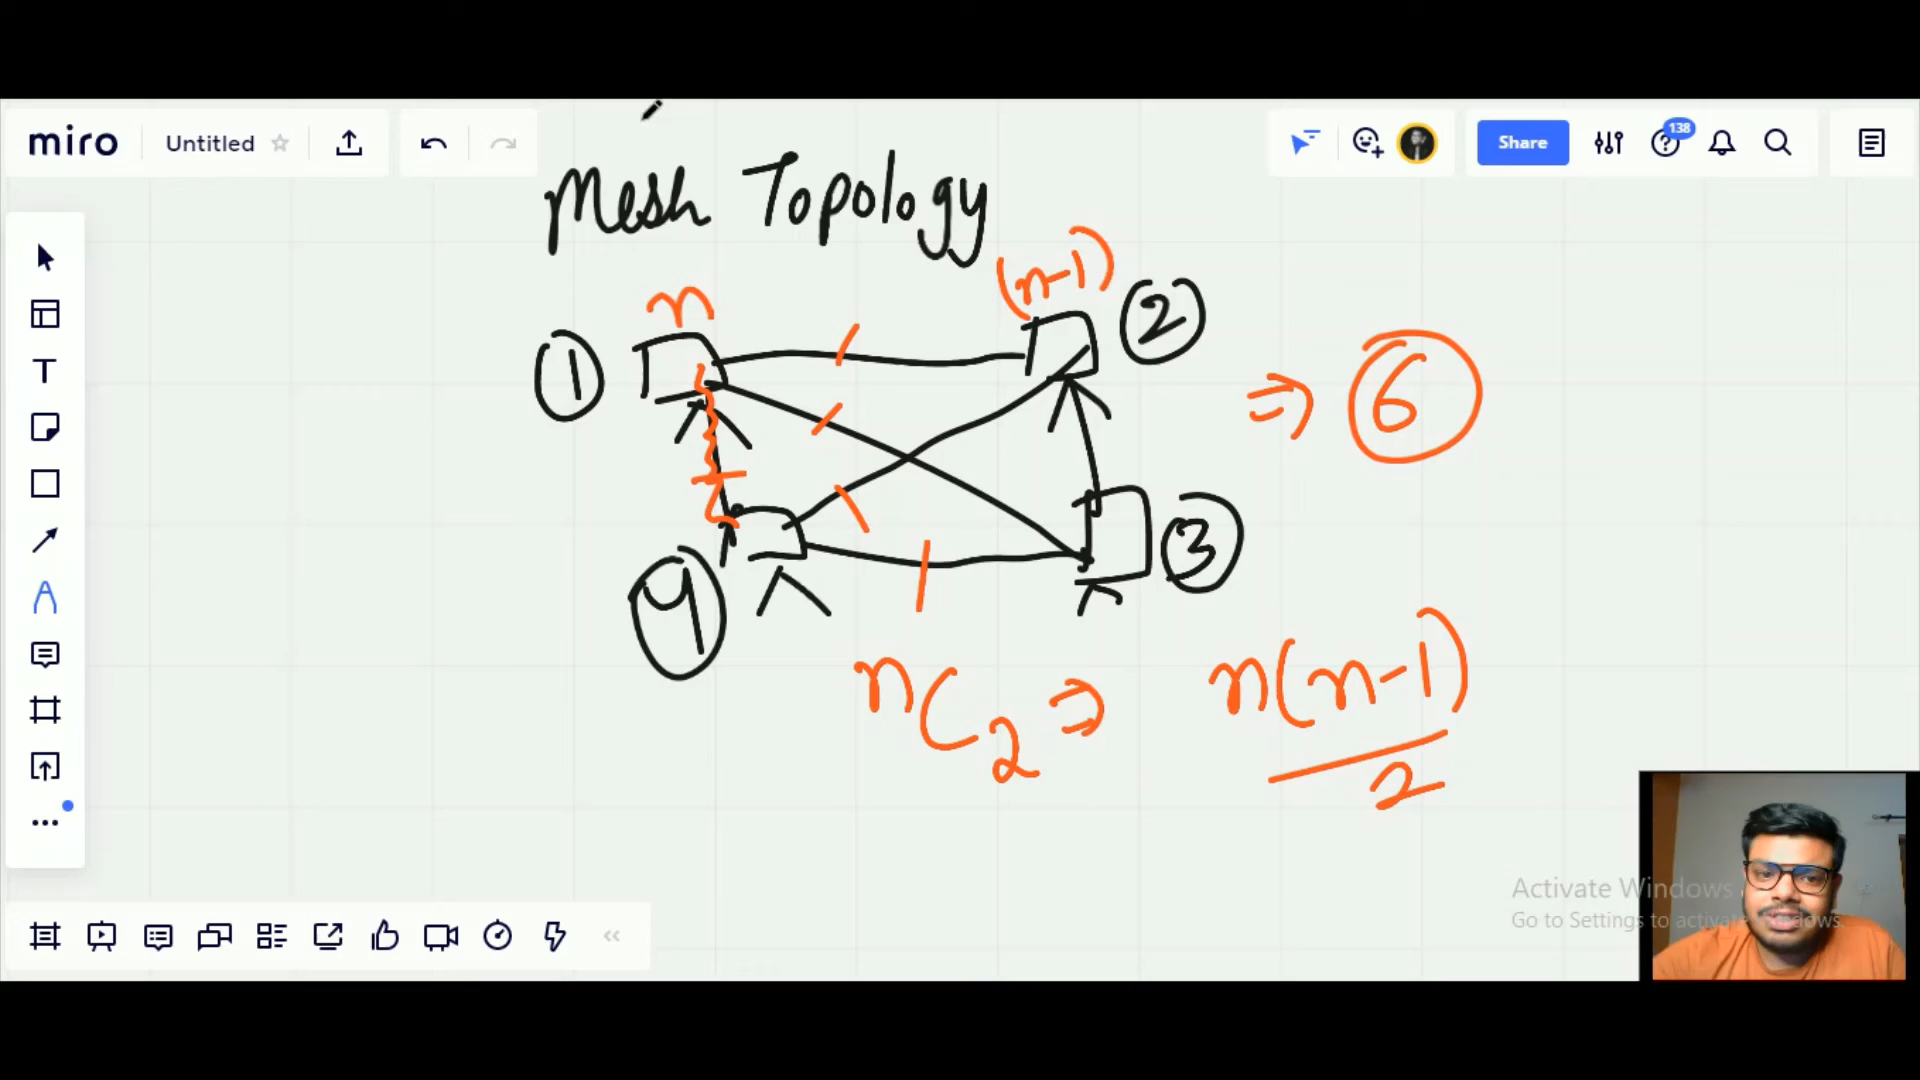 miro Untitled Share 138
Mesh Topology
n (n-1)
1 2
6
4 3
nC2 ⇒ n(n-1)
2
Activate Windows
Go to Settings to activate Windows.
T